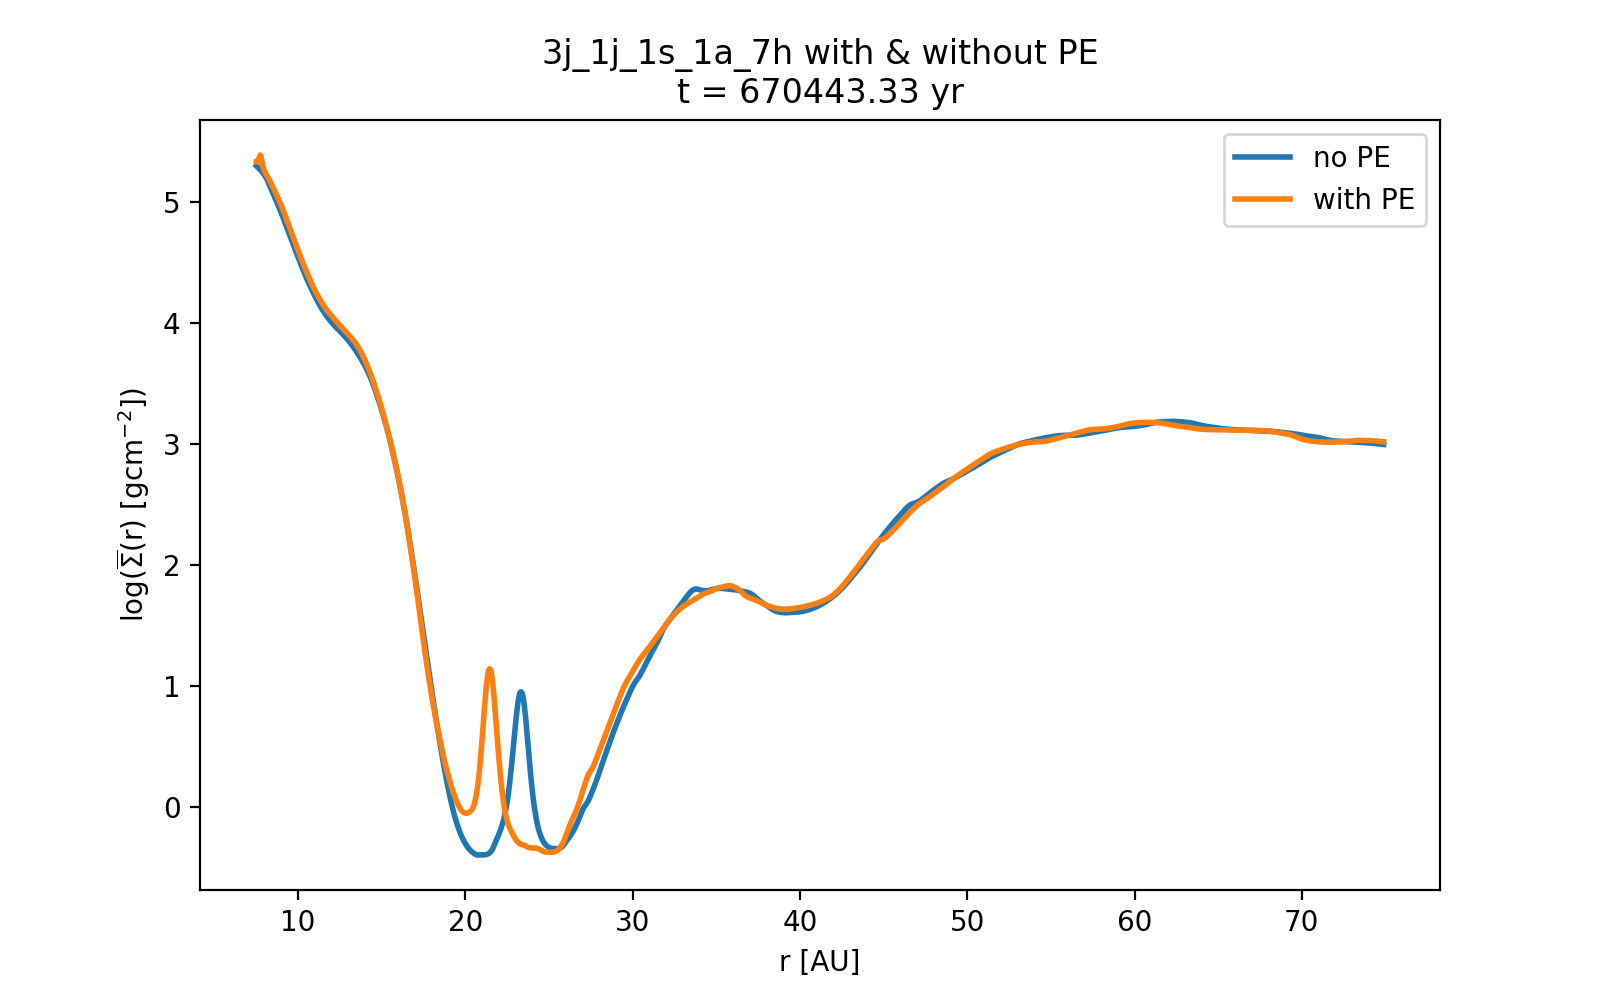 3j_1j_1s_1a_7h with & without PE
t = 670443.33 yr
no PE
with PE
log(Σ̅(r) [gcm⁻²])
5
4
3
2
1
0
10 20 30 40 50 60 70
r [AU]